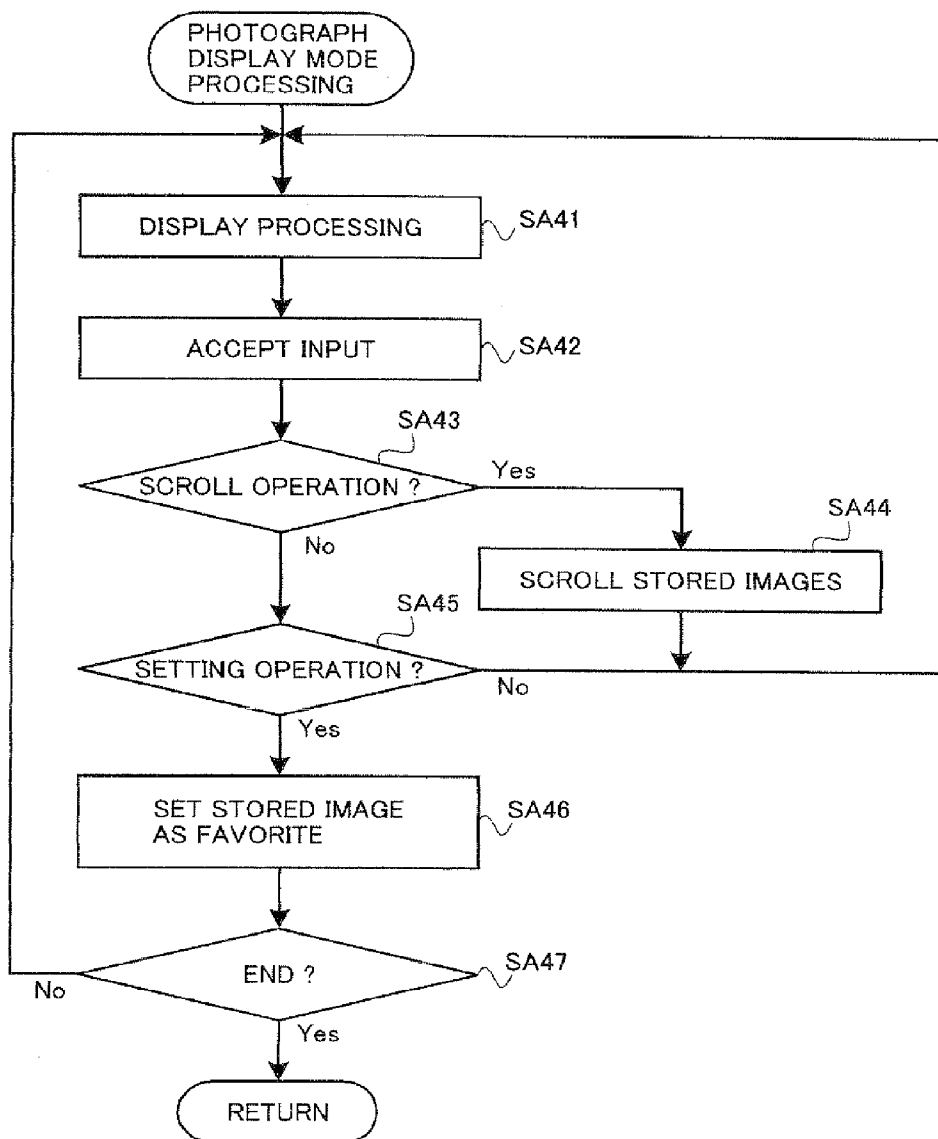 PHOTOGRAPH
DISPLAY MODE
PROCESSING
DISPLAY PROCESSING
SA41
ACCEPT INPUT
SA42
SA43
SCROLL OPERATION ?
Yes
No
SA44
SCROLL STORED IMAGES
SA45
SETTING OPERATION ?
No
Yes
SET STORED IMAGE
AS FAVORITE
SA46
END ?
SA47
No
Yes
RETURN